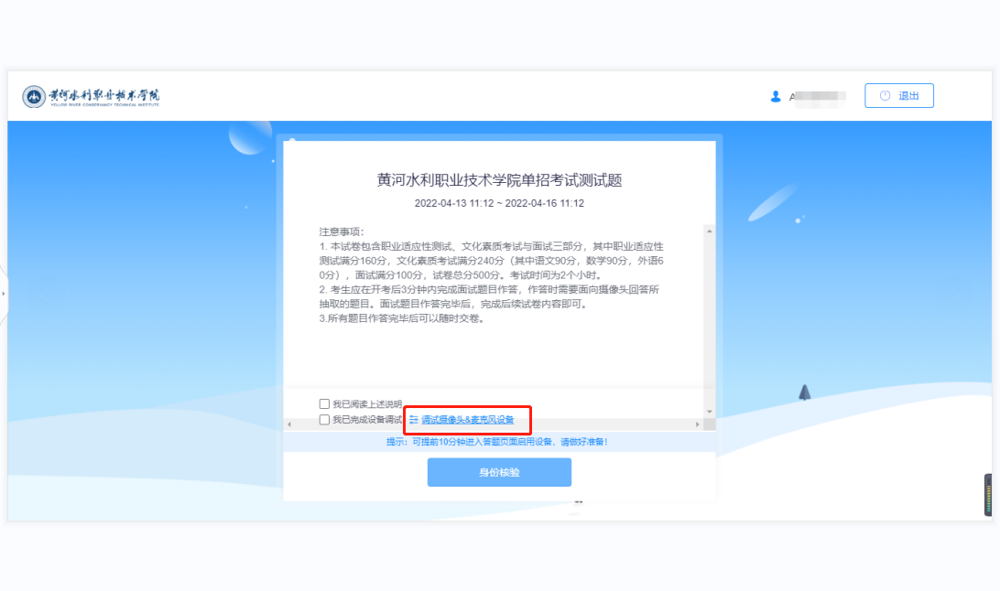 黄河水利职业技术学院
YELLOW RIVER CONSERVANCY TECHNICAL INSTITUTE
A
退出
黄河水利职业技术学院单招考试测试题
2022-04-13 11:12 ~ 2022-04-16 11:12
注意事项：
1. 本试卷包含职业适应性测试、文化素质考试与面试三部分，其中职业适应性
测试满分160分，文化素质考试满分240分（其中语文90分，数学90分，外语6
0分），面试满分100分，试卷总分500分。考试时间为2个小时。
2. 考生应在开考后3分钟内完成面试题目作答，作答时需要面向摄像头回答所
抽取的题目。面试题目作答完毕后，完成后续试卷内容即可。
3.所有题目作答完毕后可以随时交卷。
我已阅读上述说明
我已完成设备调试 调试摄像头&麦克风设备
提示：可提前10分钟进入答题页面启用设备，请做好准备！
身份核验